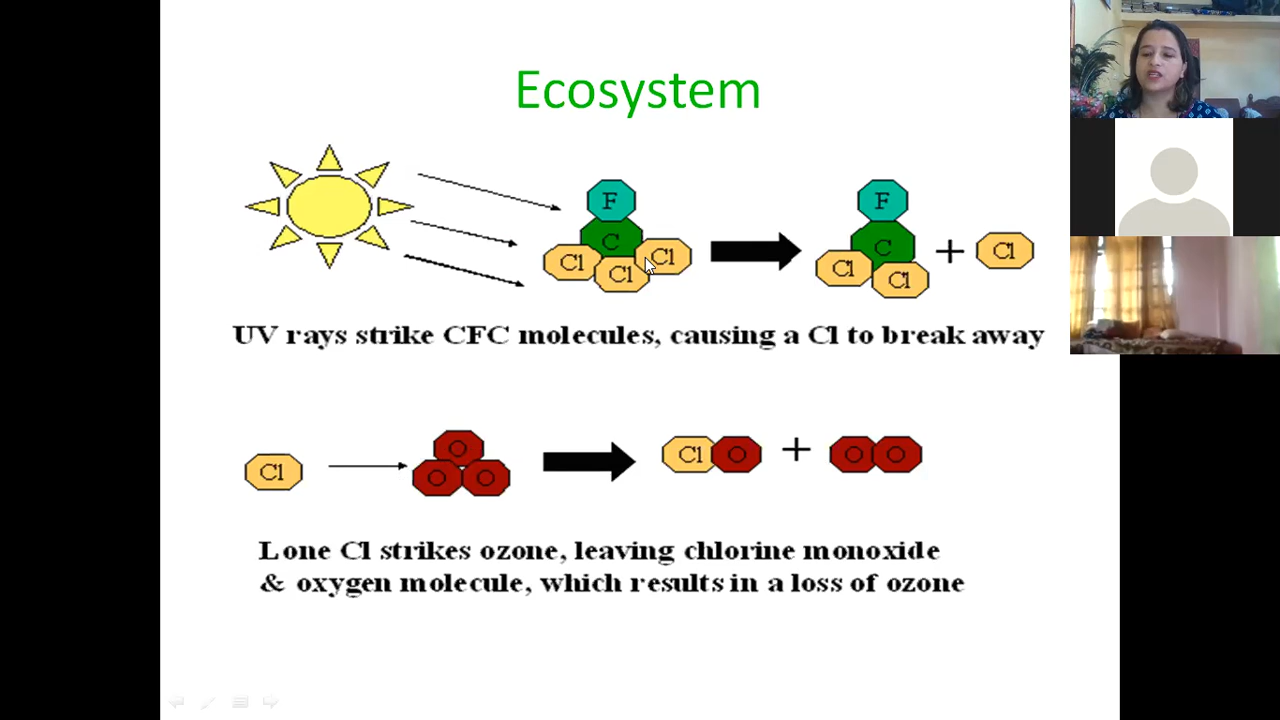 Ecosystem
F
C
Cl Cl Cl
F
C
Cl Cl + Cl
UV rays strike CFC molecules, causing a Cl to break away
Cl O O O Cl O + O O
Lone Cl strikes ozone, leaving chlorine monoxide
& oxygen molecule, which results in a loss of ozone